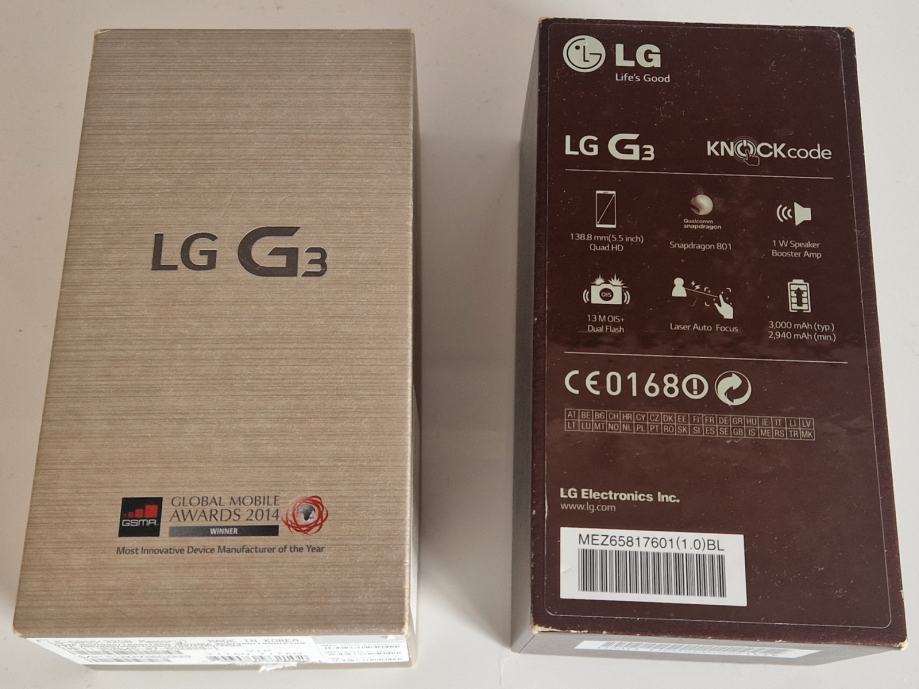 LG G3
GSMA
GLOBAL MOBILE
AWARDS 2014
WINNER
Most Innovative Device Manufacturer of the Year
MADE IN KOREA
LG
Life's Good
LG G3
KNOCK code
138.8 mm(5.5 inch)
Quad HD
Qualcomm
snapdragon
Snapdragon 801
1 W Speaker
Booster Amp
OIS
13 M OIS+
Dual Flash
Laser Auto Focus
3,000 mAh (typ.)
2,940 mAh (min.)
CE0168
AT BE BG CH HR CY CZ DK EE FI FR DE GR HU IE IT LI LV
LT LU MT NO NL PL PT RO SK SI ES SE GB IS ME RS TR MK
LG Electronics Inc.
www.lg.com
MEZ65817601(1.0)BL